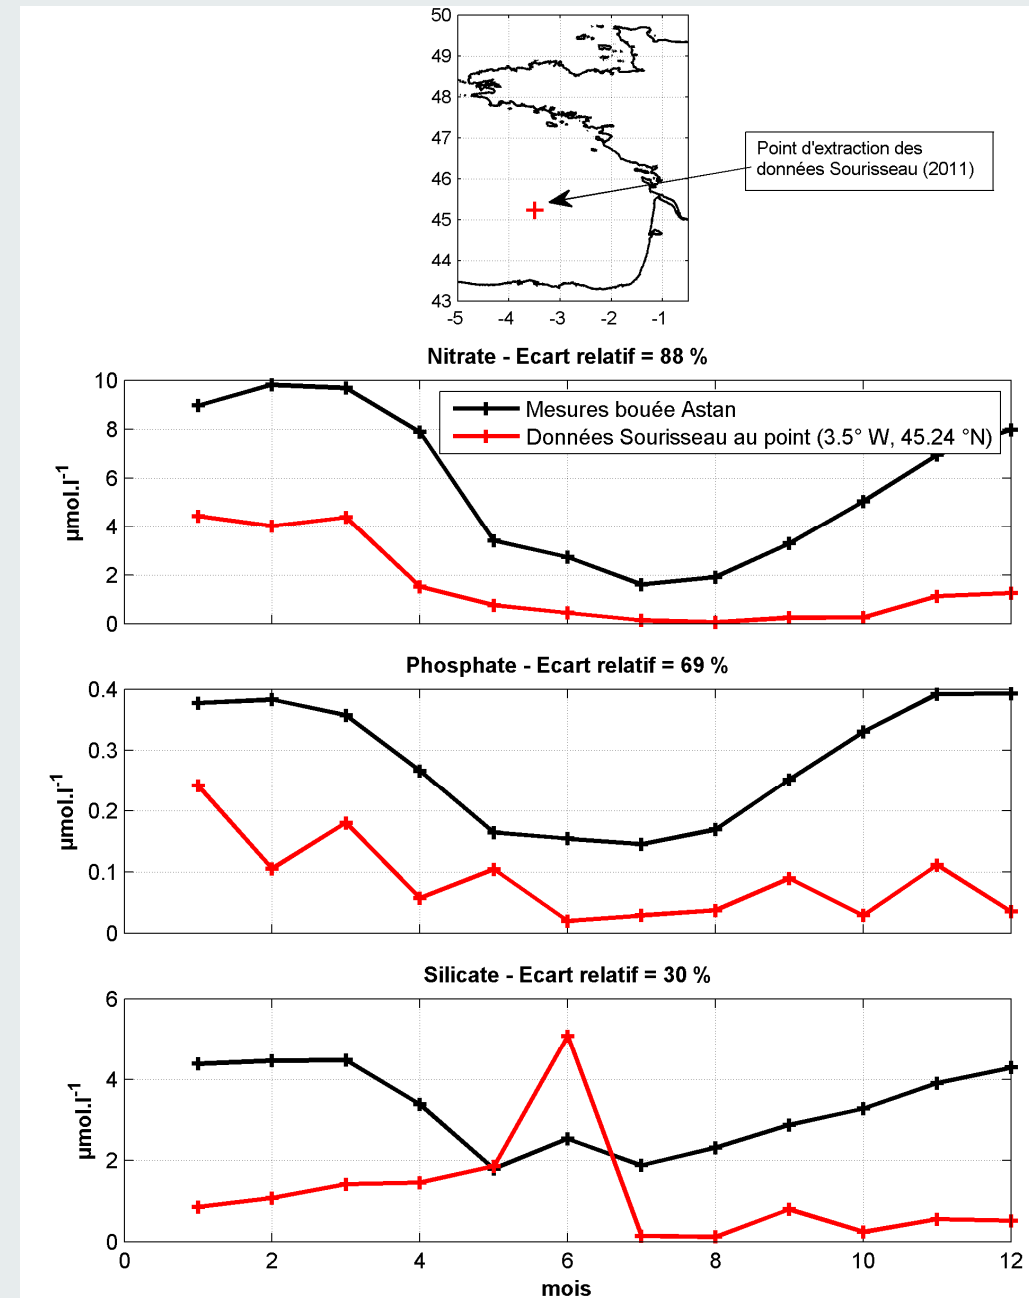 50
49
48
47
46
45
44
43
-5 -4 -3 -2 -1
Point d'extraction des
données Sourisseau (2011)
Nitrate - Ecart relatif = 88 %
10
8
6
4
2
0
µmol.l-1
Mesures bouée Astan
Données Sourisseau au point (3.5° W, 45.24 °N)
Phosphate - Ecart relatif = 69 %
0.4
0.3
0.2
0.1
0
µmol.l-1
Silicate - Ecart relatif = 30 %
6
4
2
0
µmol.l-1
0 2 4 6 8 10 12
mois